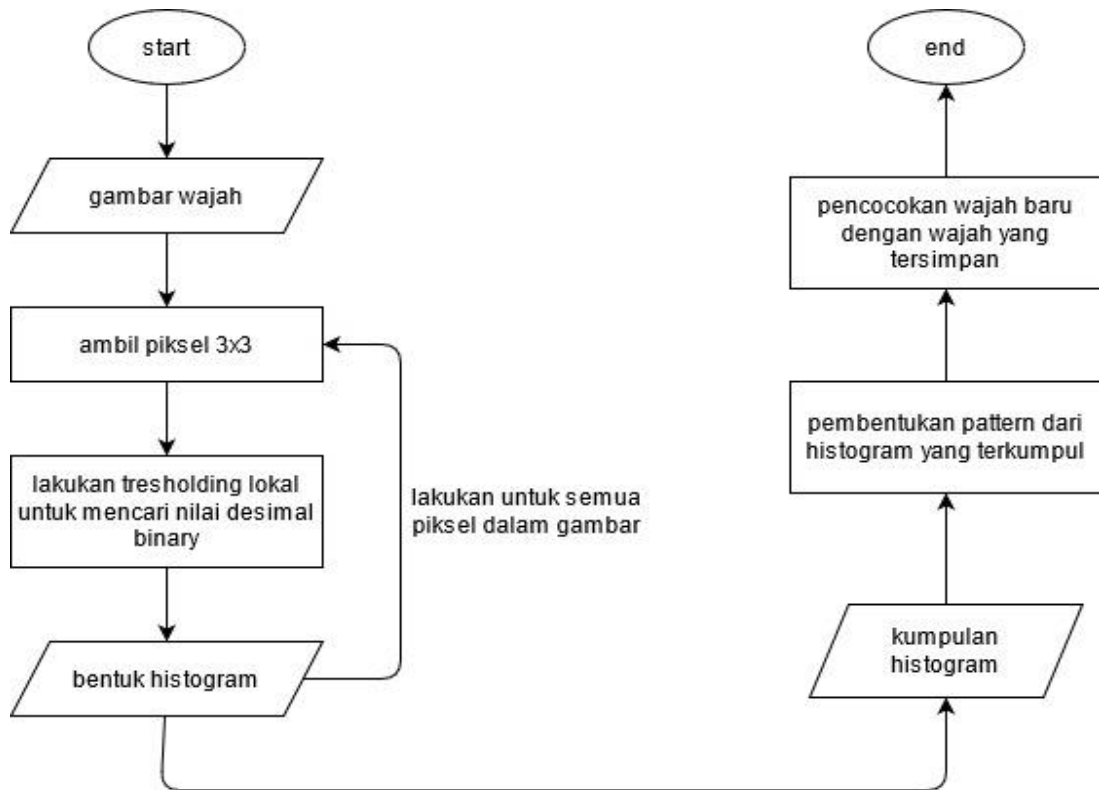 start
gambar wajah
ambil piksel 3x3
lakukan tresholding lokal
untuk mencari nilai desimal
binary
bentuk histogram
lakukan untuk semua
piksel dalam gambar
kumpulan
histogram
pembentukan pattern dari
histogram yang terkumpul
pencocokan wajah baru
dengan wajah yang
tersimpan
end